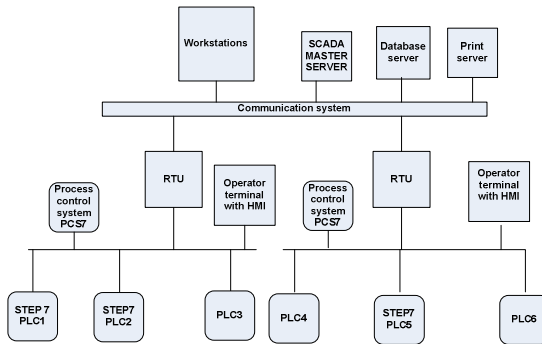 Workstations
SCADA
MASTER
SERVER
Database
server
Print
server
Communication system
RTU
Operator
terminal
with HMI
Process
control
system
PCS7
RTU
Operator
terminal
with HMI
Process
control
system
PCS7
STEP 7
PLC1
STEP7
PLC2
PLC3
PLC4
STEP7
PLC5
PLC6